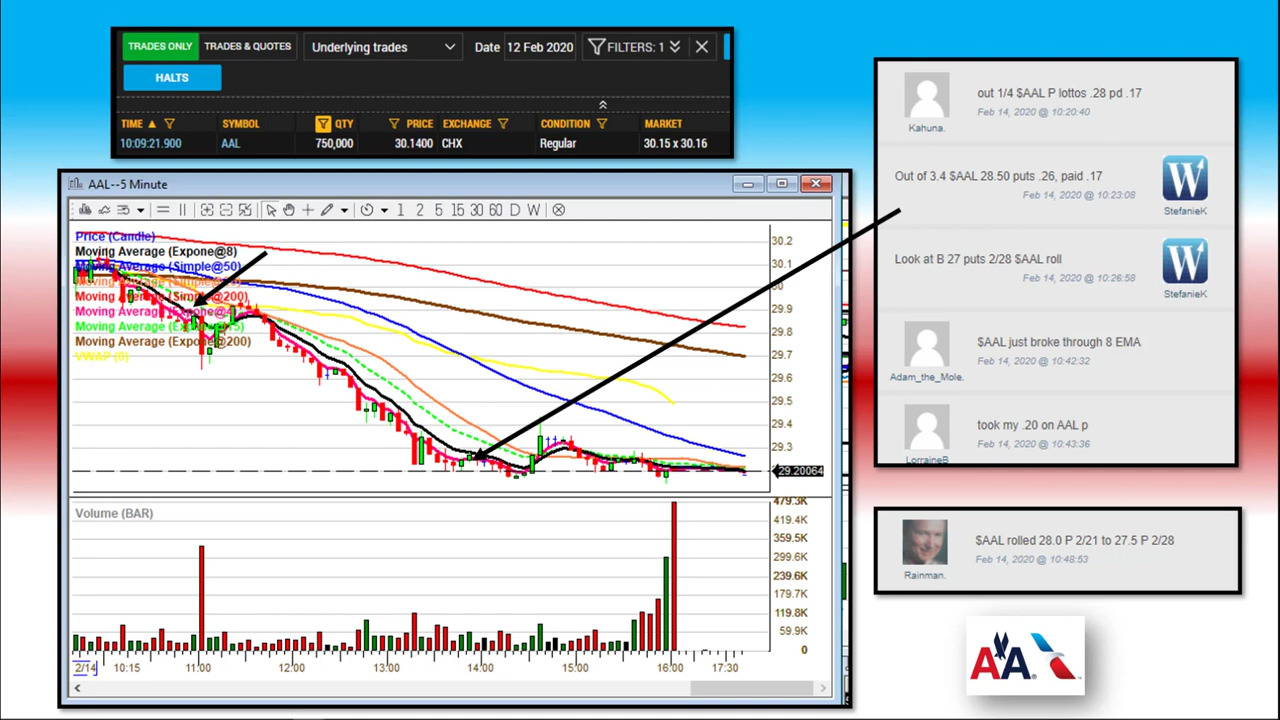 TRADES ONLY TRADES & QUOTES Underlying trades Date 12 Feb 2020 FILTERS: 1
HALTS
TIME SYMBOL QTY PRICE EXCHANGE CONDITION MARKET
10:09:21.900 AAL 750,000 30.1400 CHX Regular 30.15 x 30.16
AAL--5 Minute
1 2 5 15 30 60 D W
Price (Candle)
Moving Average (Expone@8)
Moving Average (Simple@50)
Moving Average (Simple@200)
Moving Average (Expone@200)
VWAP (0)
30.2
30.1
30
29.9
29.8
29.7
29.6
29.5
29.4
29.3
29.20064
Volume (BAR)
479.3K
419.4K
359.5K
299.6K
239.6K
179.7K
119.8K
59.9K
0
2/14 10:15 11:00 12:00 13:00 14:00 15:00 16:00 17:30
out 1/4 $AAL P lottos .28 pd .17
Feb 14, 2020 @ 10:20:40
Kahuna.
Out of 3.4 $AAL 28.50 puts .26, paid .17
Feb 14, 2020 @ 10:23:08
W
StefanieK
Look at B 27 puts 2/28 $AAL roll
Feb 14, 2020 @ 10:26:58
W
StefanieK
$AAL just broke through 8 EMA
Feb 14, 2020 @ 10:42:32
Adam_the_Mole.
took my .20 on AAL p
Feb 14, 2020 @ 10:43:36
LorraineB
$AAL rolled 28.0 P 2/21 to 27.5 P 2/28
Feb 14, 2020 @ 10:48:53
Rainman.
AA